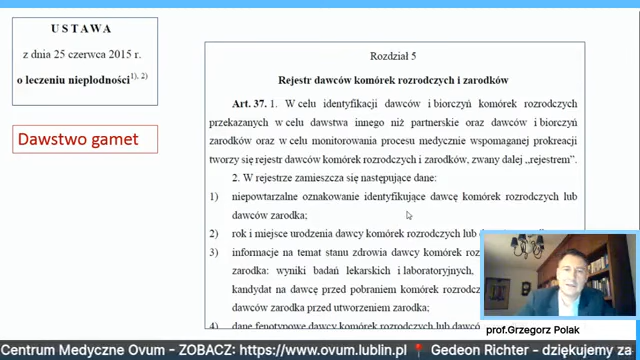 U S T A W A
z dnia 25 czerwca 2015 r.
o leczeniu niepłodności1), 2)
Dawstwo gamet
Rozdział 5
Rejestr dawców komórek rozrodczych i zarodków
Art. 37. 1. W celu identyfikacji dawców i biorczyń komórek rozrodczych
przekazanych w celu dawstwa innego niż partnerskie oraz dawców i biorczyń
zarodków oraz w celu monitorowania procesu medycznie wspomaganej prokreacji
tworzy się rejestr dawców komórek rozrodczych i zarodków, zwany dalej „rejestrem”.
2. W rejestrze zamieszcza się następujące dane:
1) niepowtarzalne oznakowanie identyfikujące dawcę komórek rozrodczych lub
dawców zarodka;
2) rok i miejsce urodzenia dawcy komórek rozrodczych lub
3) informacje na temat stanu zdrowia dawcy komórek
zarodka: wyniki badań lekarskich i laboratoryjnych,
kandydat na dawcę przed pobraniem komórek
dawców zarodka przed utworzeniem zarodka;
4) dane fenotypowe dawcy komórek rozrodczych lub
prof.Grzegorz Polak
Centrum Medyczne Ovum - ZOBACZ: https://www.ovum.lublin.pl 📍 Gedeon Richter - dziękujemy za